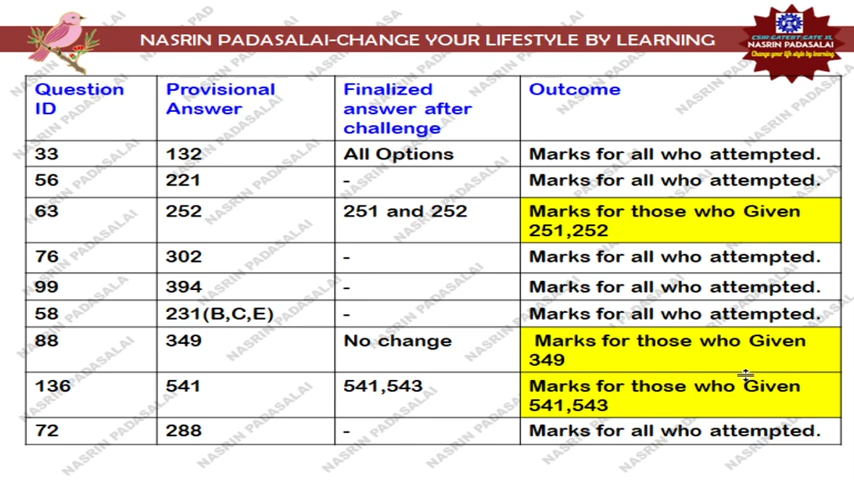 NASRIN PADASALAI-CHANGE YOUR LIFESTYLE BY LEARNING
CSIR-GATEBT-GATE XL
NASRIN PADASALAI
Change your life style by learning
Question ID | Provisional Answer | Finalized answer after challenge | Outcome
33 | 132 | All Options | Marks for all who attempted.
56 | 221 | - | Marks for all who attempted.
63 | 252 | 251 and 252 | Marks for those who Given 251,252
76 | 302 | - | Marks for all who attempted.
99 | 394 | - | Marks for all who attempted.
58 | 231(B,C,E) | - | Marks for all who attempted.
88 | 349 | No change | Marks for those who Given 349
136 | 541 | 541,543 | Marks for those who Given 541,543
72 | 288 | - | Marks for all who attempted.